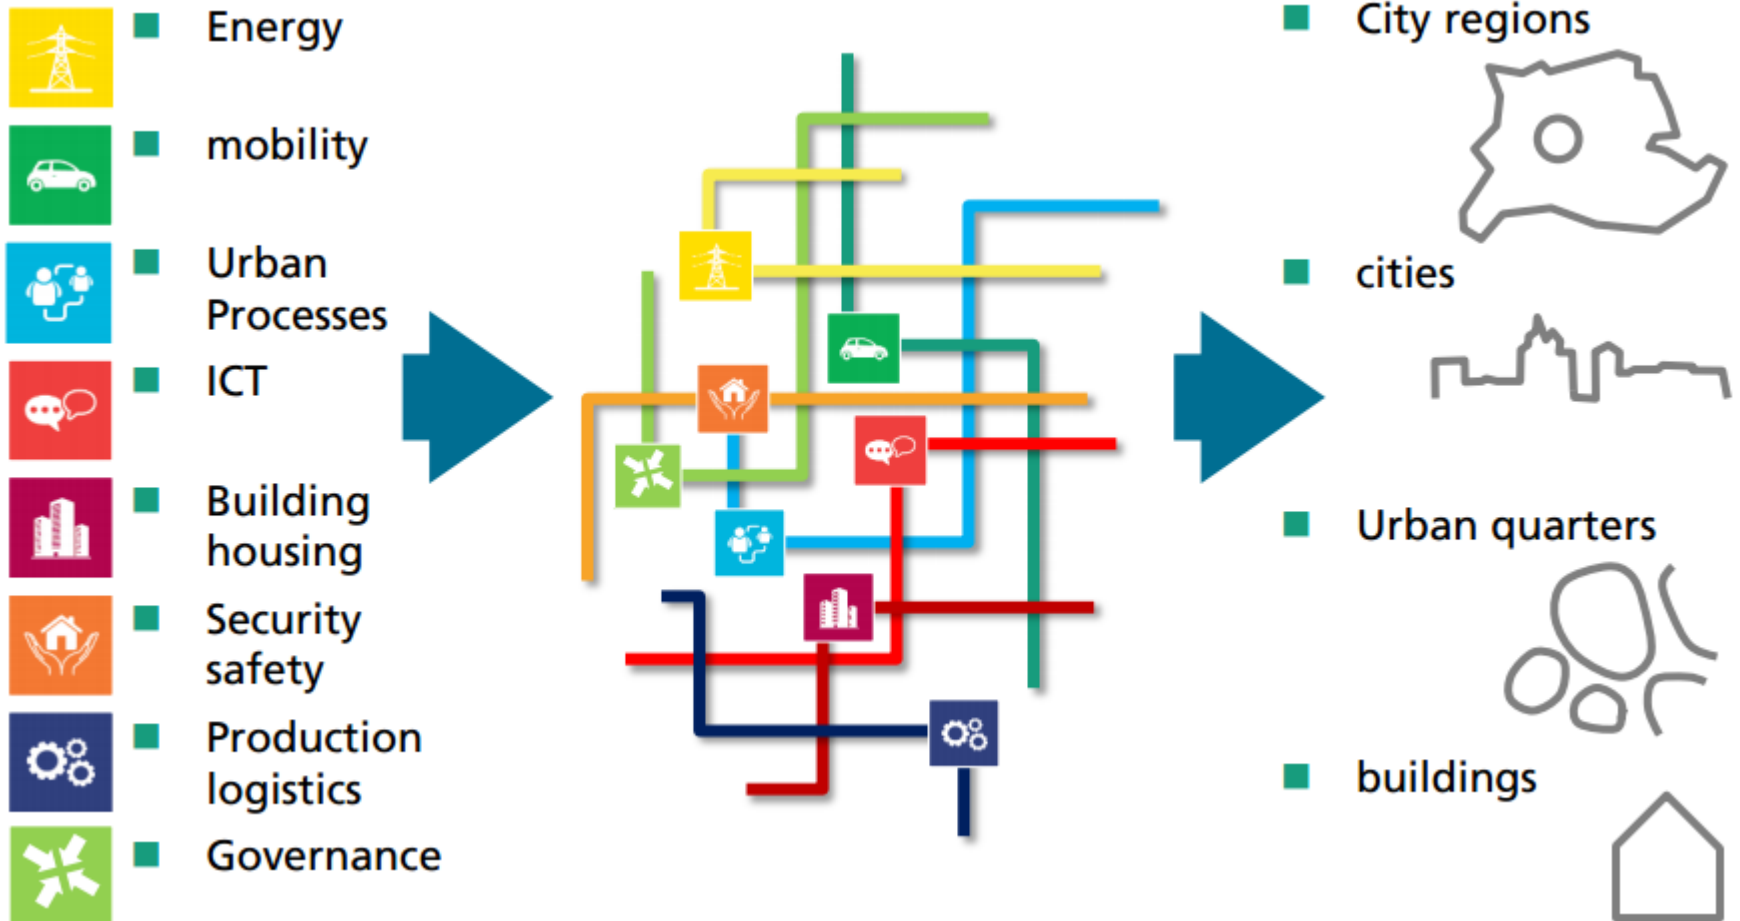 Energy
mobility
Urban
Processes
ICT
Building
housing
Security
safety
Production
logistics
Governance
City regions
cities
Urban quarters
buildings